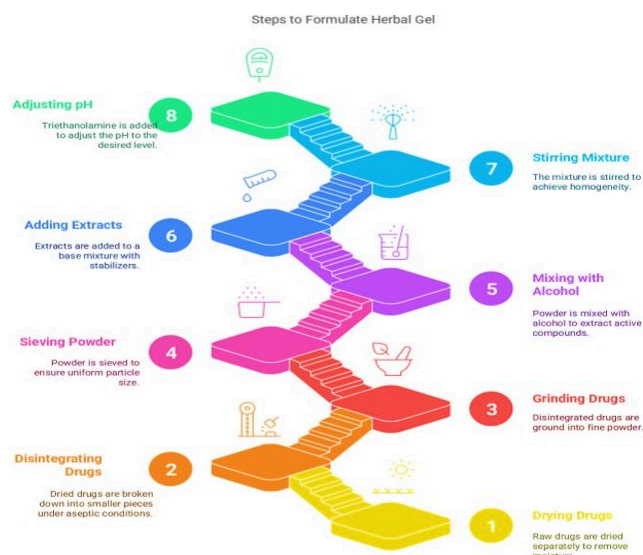 Steps to Formulate Herbal Gel
Adjusting pH
8
Triethanolamine is added
to adjust the pH to the
desired level.
7
Stirring Mixture
The mixture is stirred to
achieve homogeneity.
Adding Extracts
6
Extracts are added to a
base mixture with
stabilizers.
5
Mixing with
Alcohol
Powder is mixed with
alcohol to extract active
compounds.
Sieving Powder
4
Powder is sieved to
ensure uniform particle
size.
3
Grinding Drugs
Disintegrated drugs are
ground into fine powder.
Disintegrating
Drugs
2
Dried drugs are broken
down into smaller pieces
under aseptic conditions.
1
Drying Drugs
Raw drugs are dried
separately to remove